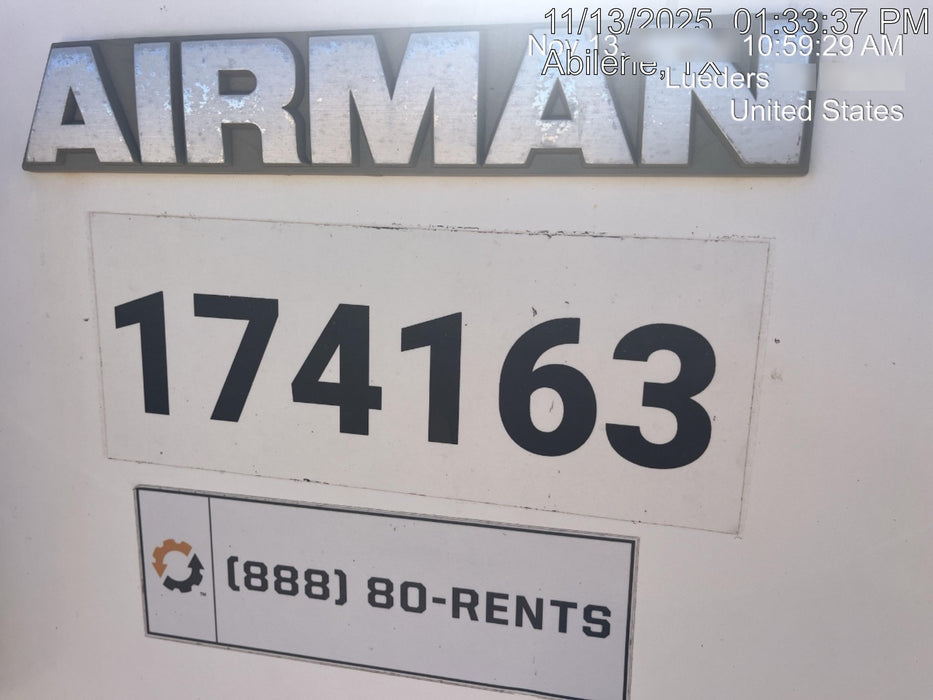 11/13/2025 01:33:37 PM
Nov 13, 10:59:29 AM
Abilene, TX
Lueders
United States
AIRMAN
174163
(888) 80-RENTS
TM